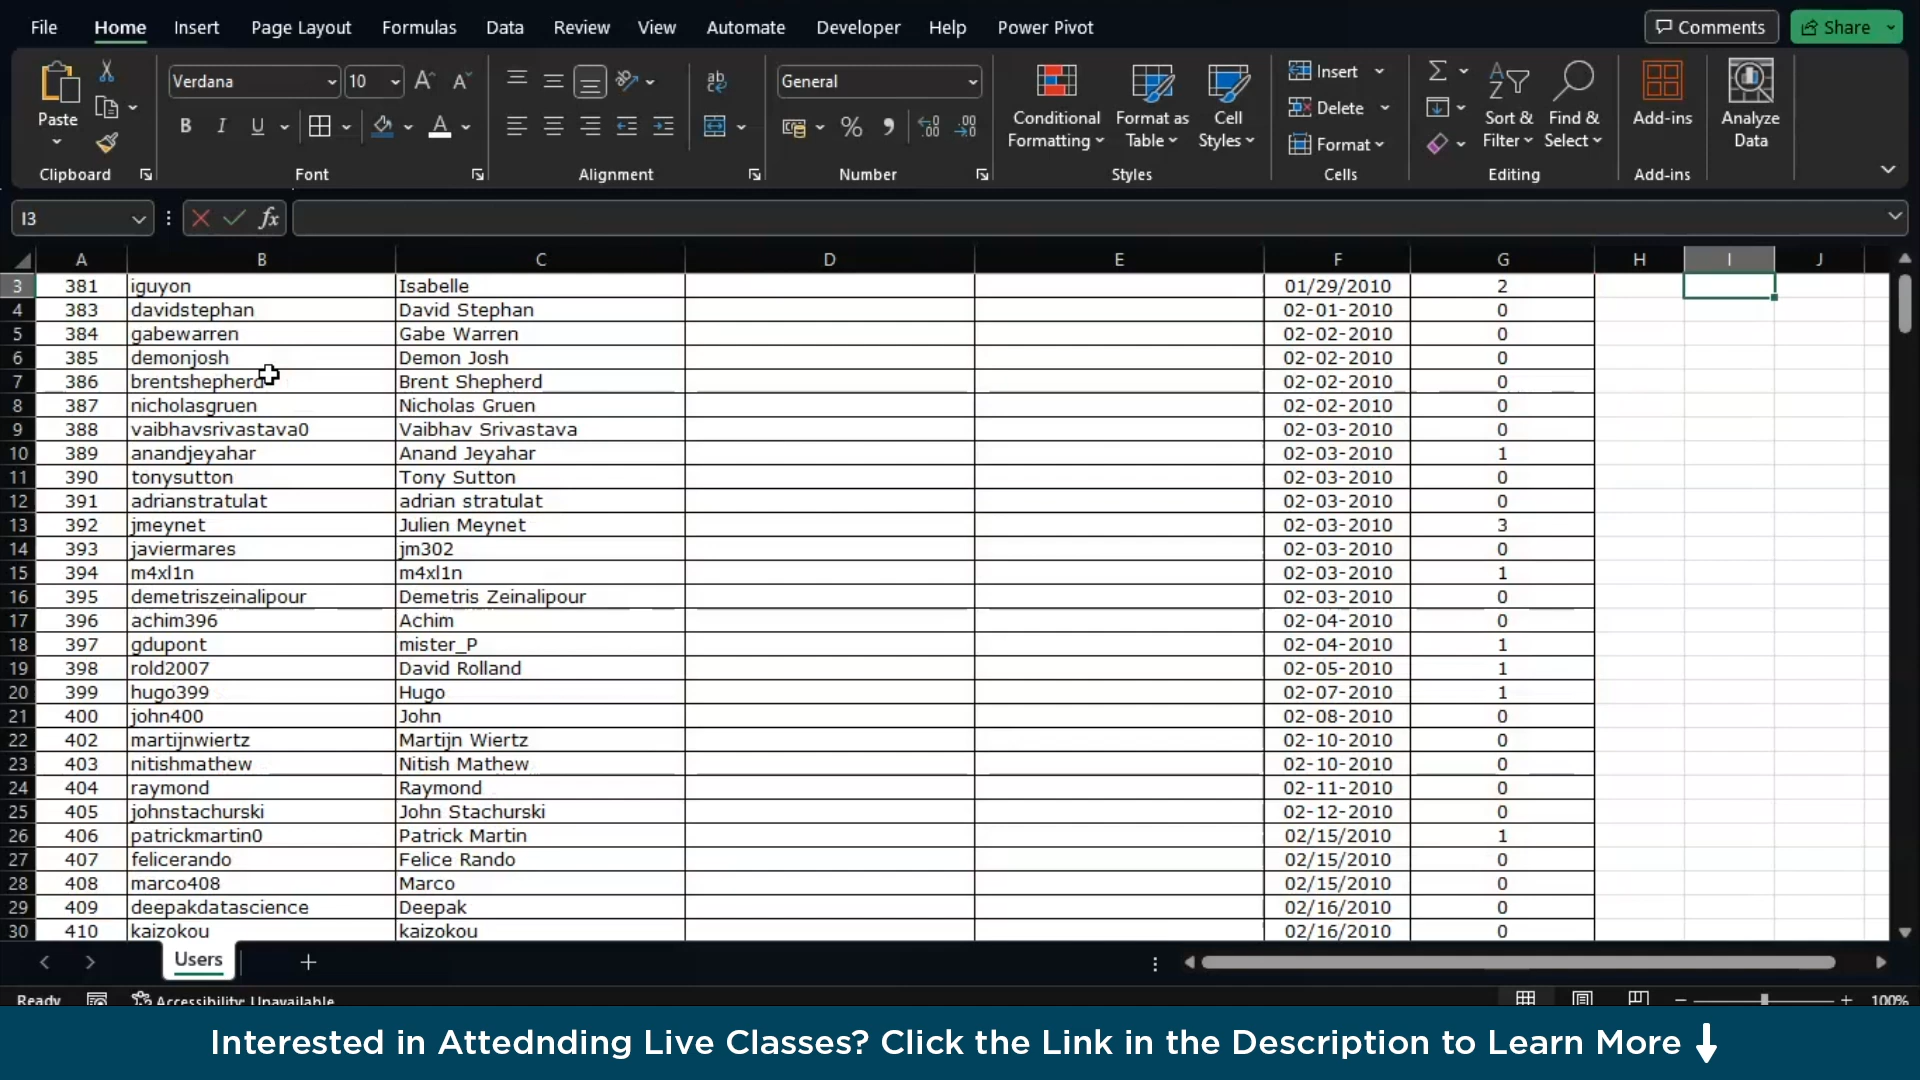 File Home Insert Page Layout Formulas Data Review View Automate Developer Help Power Pivot Comments Share
Verdana 10 General Insert
Paste Conditional Formatting Format as Table Cell Styles Delete Sort & Filter Find & Select Add-ins Analyze Data
B I U Format
Clipboard Font Alignment Number Styles Cells Editing Add-ins
I3 fx
A B C D E F G H I J
3 381 iguyon Isabelle 01/29/2010 2
4 383 davidstephan David Stephan 02-01-2010 0
5 384 gabewarren Gabe Warren 02-02-2010 0
6 385 demonjosh Demon Josh 02-02-2010 0
7 386 brentshepherd Brent Shepherd 02-02-2010 0
8 387 nicholasgruen Nicholas Gruen 02-02-2010 0
9 388 vaibhavsrivastava0 Vaibhav Srivastava 02-03-2010 0
10 389 anandjeyahar Anand Jeyahar 02-03-2010 1
11 390 tonysutton Tony Sutton 02-03-2010 0
12 391 adrianstratulat adrian stratulat 02-03-2010 0
13 392 jmeynet Julien Meynet 02-03-2010 3
14 393 javiermares jm302 02-03-2010 0
15 394 m4xl1n m4xl1n 02-03-2010 1
16 395 demetriszeinalipour Demetris Zeinalipour 02-03-2010 0
17 396 achim396 Achim 02-04-2010 0
18 397 gdupont mister_P 02-04-2010 1
19 398 rold2007 David Rolland 02-05-2010 1
20 399 hugo399 Hugo 02-07-2010 1
21 400 john400 John 02-08-2010 0
22 402 martijnwiertz Martijn Wiertz 02-10-2010 0
23 403 nitishmathew Nitish Mathew 02-10-2010 0
24 404 raymond Raymond 02-11-2010 0
25 405 johnstachurski John Stachurski 02-12-2010 0
26 406 patrickmartin0 Patrick Martin 02/15/2010 1
27 407 felicerando Felice Rando 02/15/2010 0
28 408 marco408 Marco 02/15/2010 0
29 409 deepakdatascience Deepak 02/16/2010 0
30 410 kaizokou kaizokou 02/16/2010 0
Users
Ready Accessibility: Unavailable 100%
Interested in Attednding Live Classes? Click the Link in the Description to Learn More